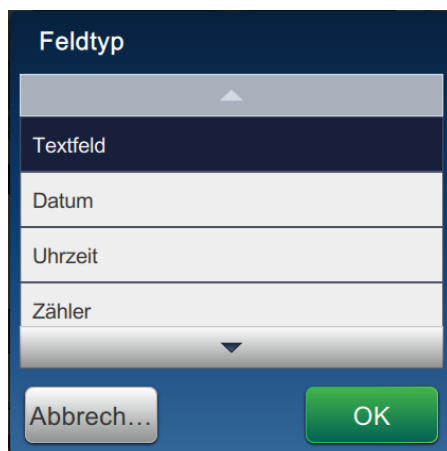 Feldtyp
Textfeld
Datum
Uhrzeit
Zähler
Abbrech... OK